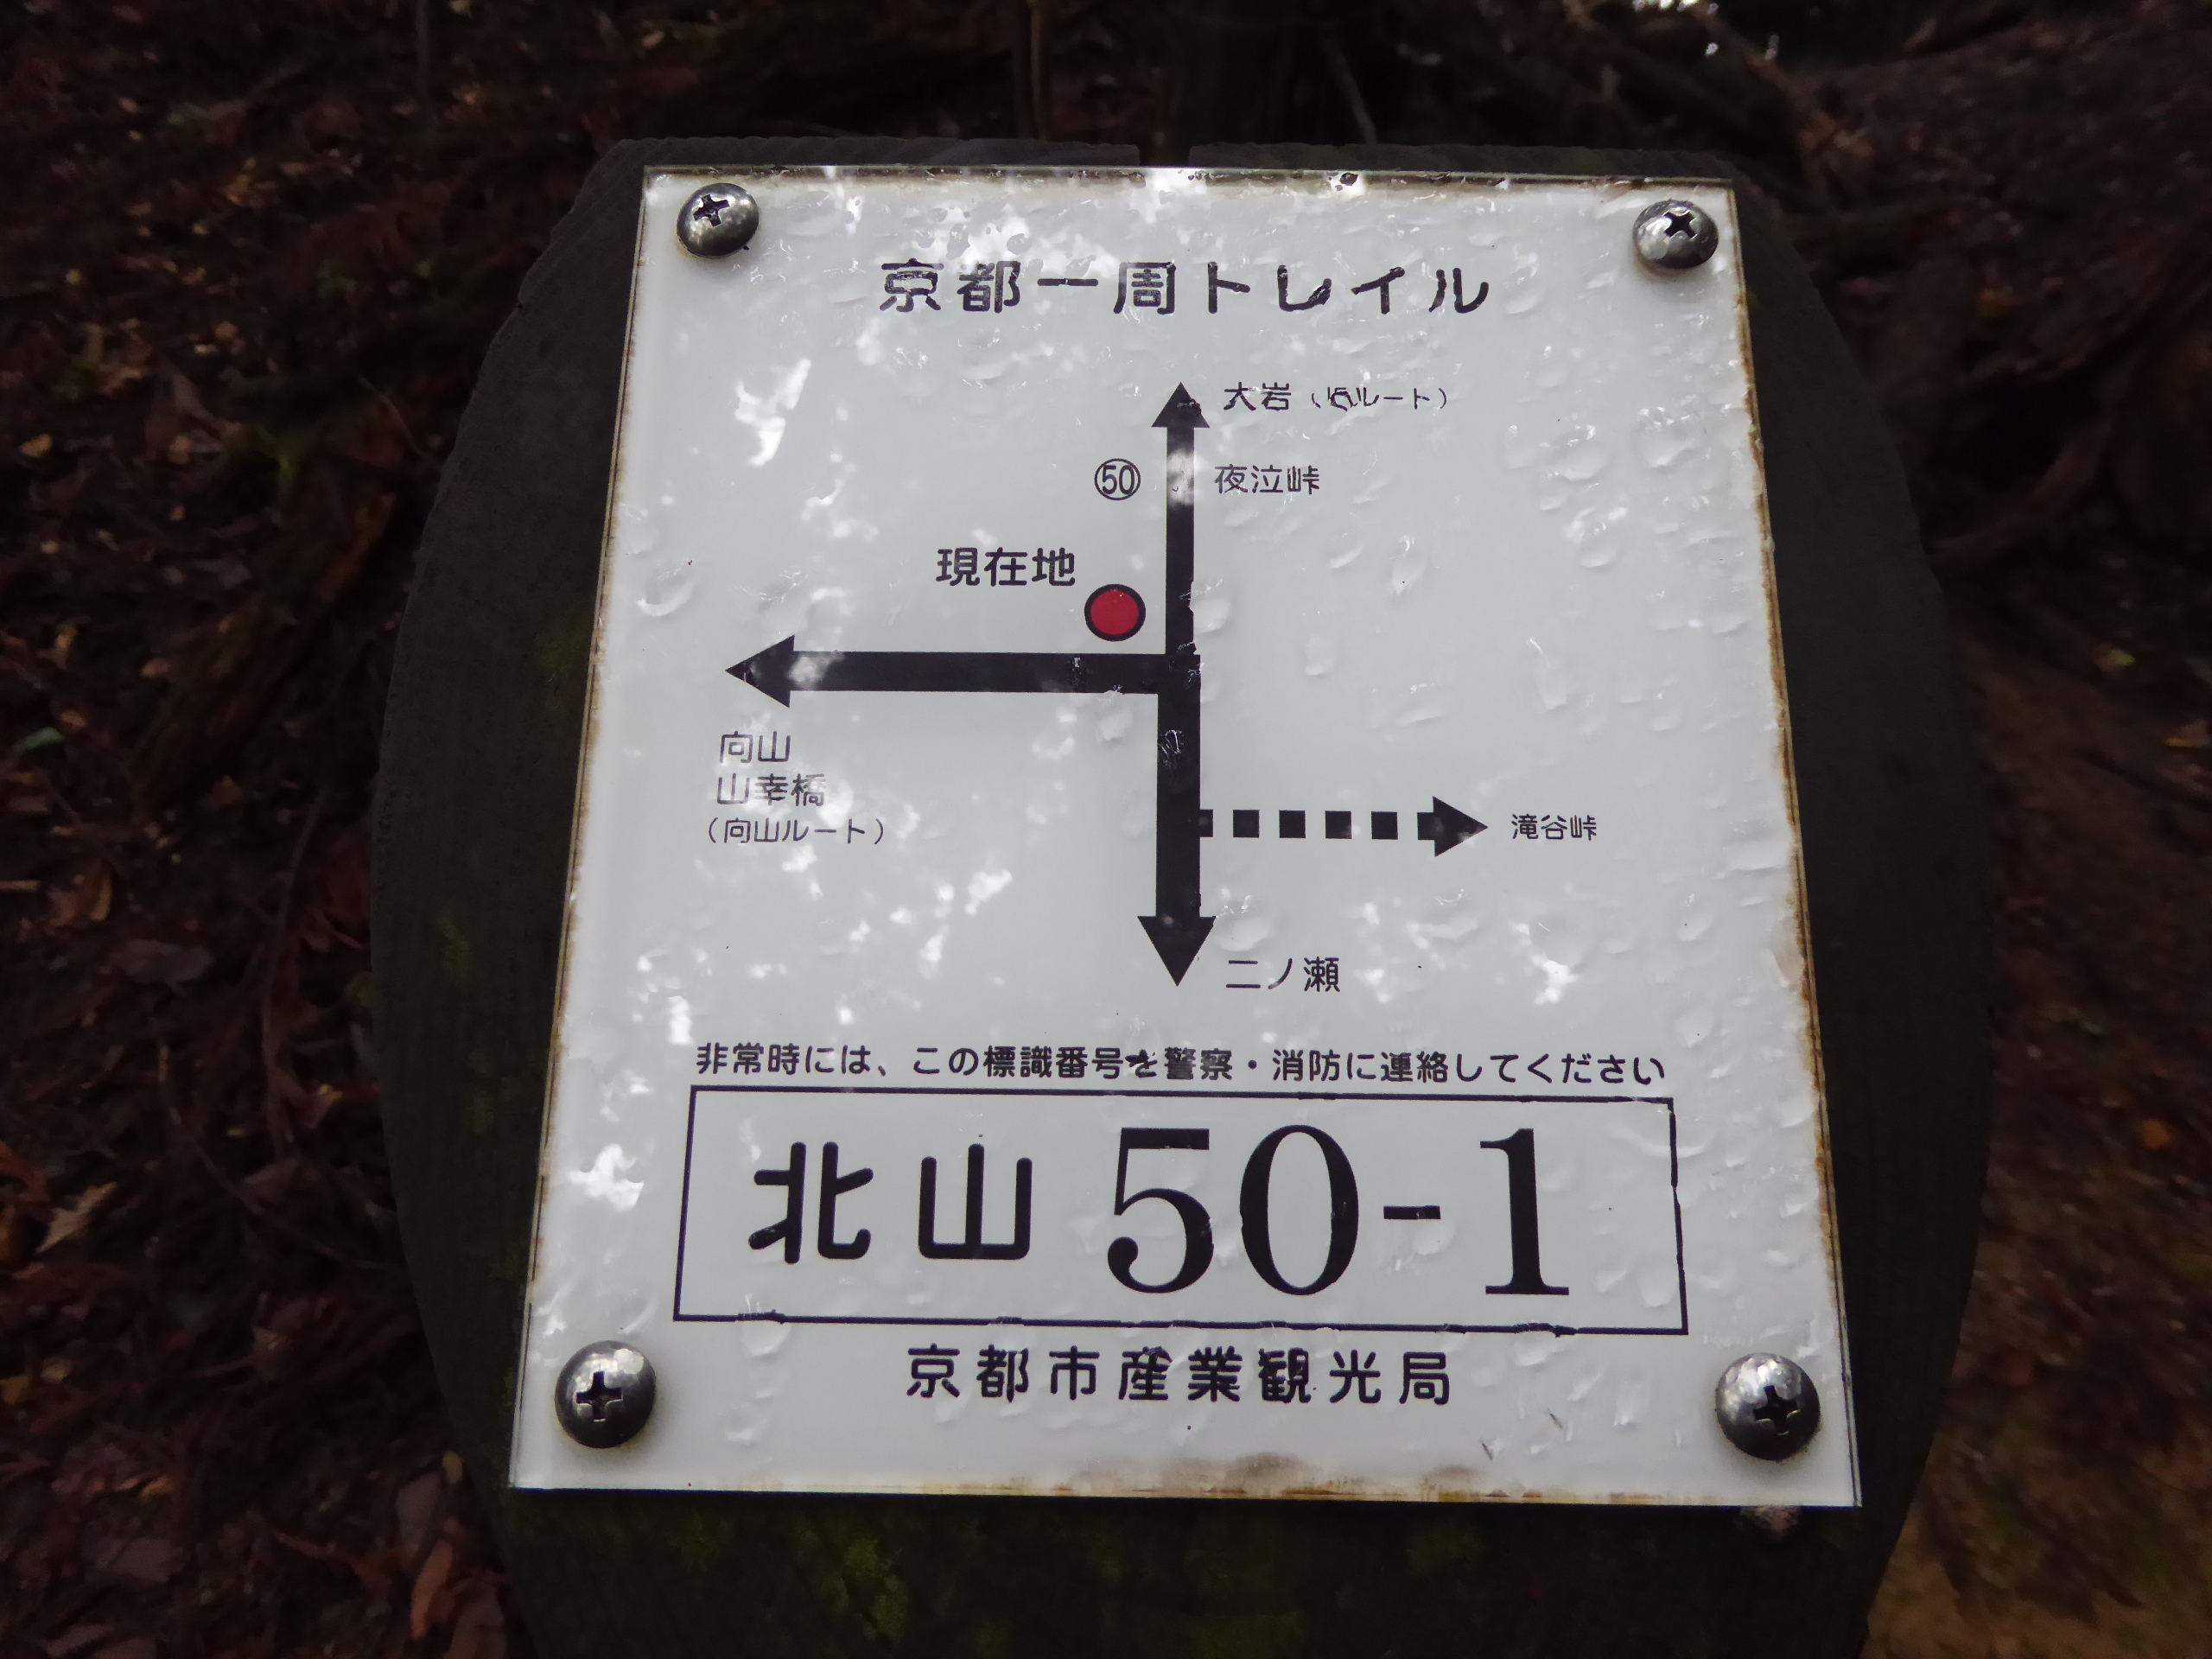 京都一周トレイル
大岩（旧ルート）
㊿ 夜泣峠
現在地
向山
山幸橋
（向山ルート）
滝谷峠
二ノ瀬
非常時には、この標識番号を警察・消防に連絡してください
北山 50-1
京都市産業観光局